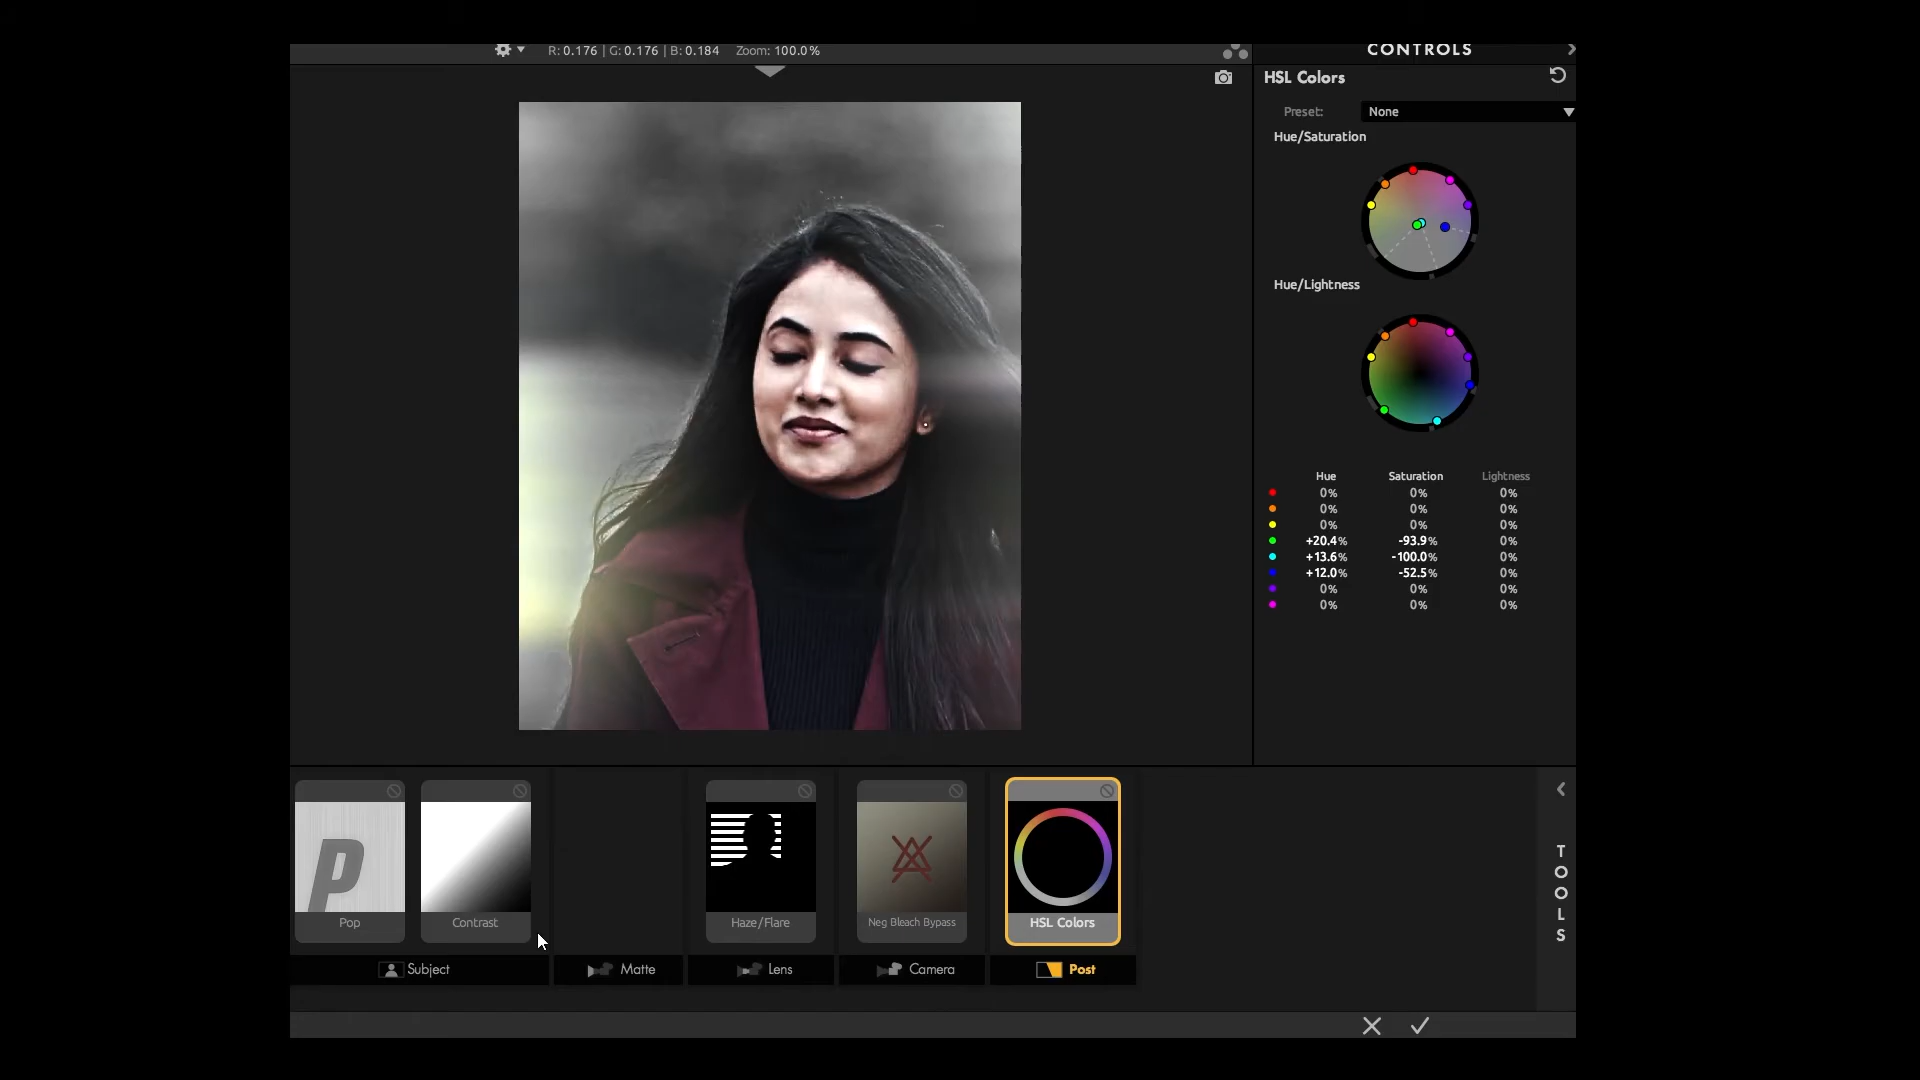 R: 0.176 | G: 0.176 | B: 0.184 Zoom: 100.0%
CONTROLS
HSL Colors
Preset: None
Hue/Saturation
Hue/Lightness
Hue Saturation Lightness
0% 0% 0%
0% 0% 0%
0% 0% 0%
+20.4% -93.9% 0%
+13.6% -100.0% 0%
+12.0% -52.5% 0%
0% 0% 0%
0% 0% 0%
P
Pop
Contrast
Haze/Flare
Neg Bleach Bypass
HSL Colors
Subject
Matte
Lens
Camera
Post
TOOLS